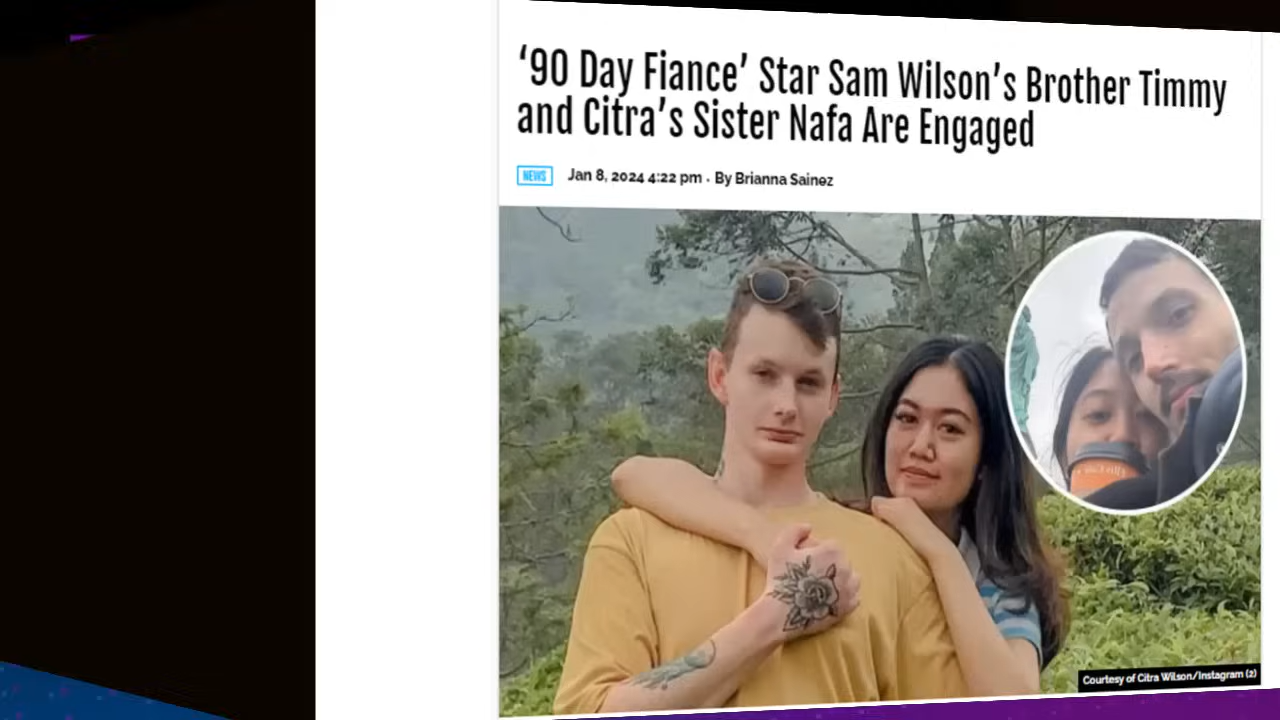 ‘90 Day Fiance’ Star Sam Wilson’s Brother Timmy
and Citra’s Sister Nafa Are Engaged
NEWS Jan 8, 2024 4:22 pm · By Brianna Sainez
Courtesy of Citra Wilson/Instagram (2)